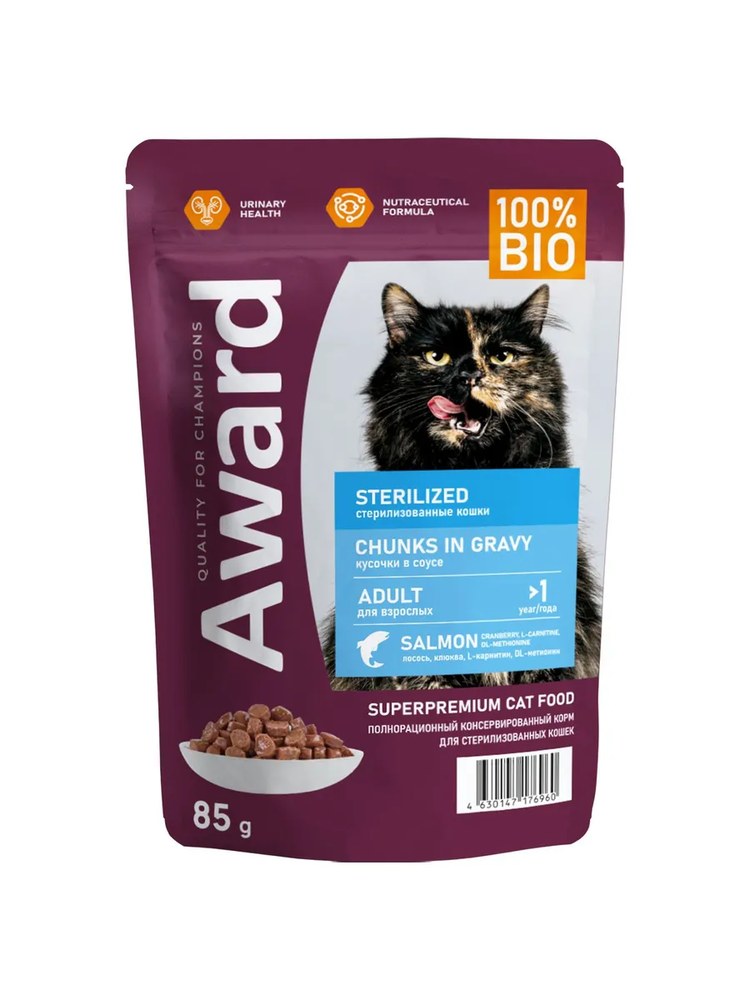 URINARY
HEALTH
NUTRACEUTICAL
FORMULA
100%
BIO
Award
QUALITY FOR CHAMPIONS
STERILIZED
стерилизованные кошки
CHUNKS IN GRAVY
кусочки в соусе
ADULT
для взрослых
>1
year/года
SALMON CRANBERRY, L-CARNITINE,
DL-METHIONINE
лосось, клюква, L-карнитин, DL-метионин
SUPERPREMIUM CAT FOOD
ПОЛНОРАЦИОННЫЙ КОНСЕРВИРОВАННЫЙ КОРМ
ДЛЯ СТЕРИЛИЗОВАННЫХ КОШЕК
85 g
4 630147 176960